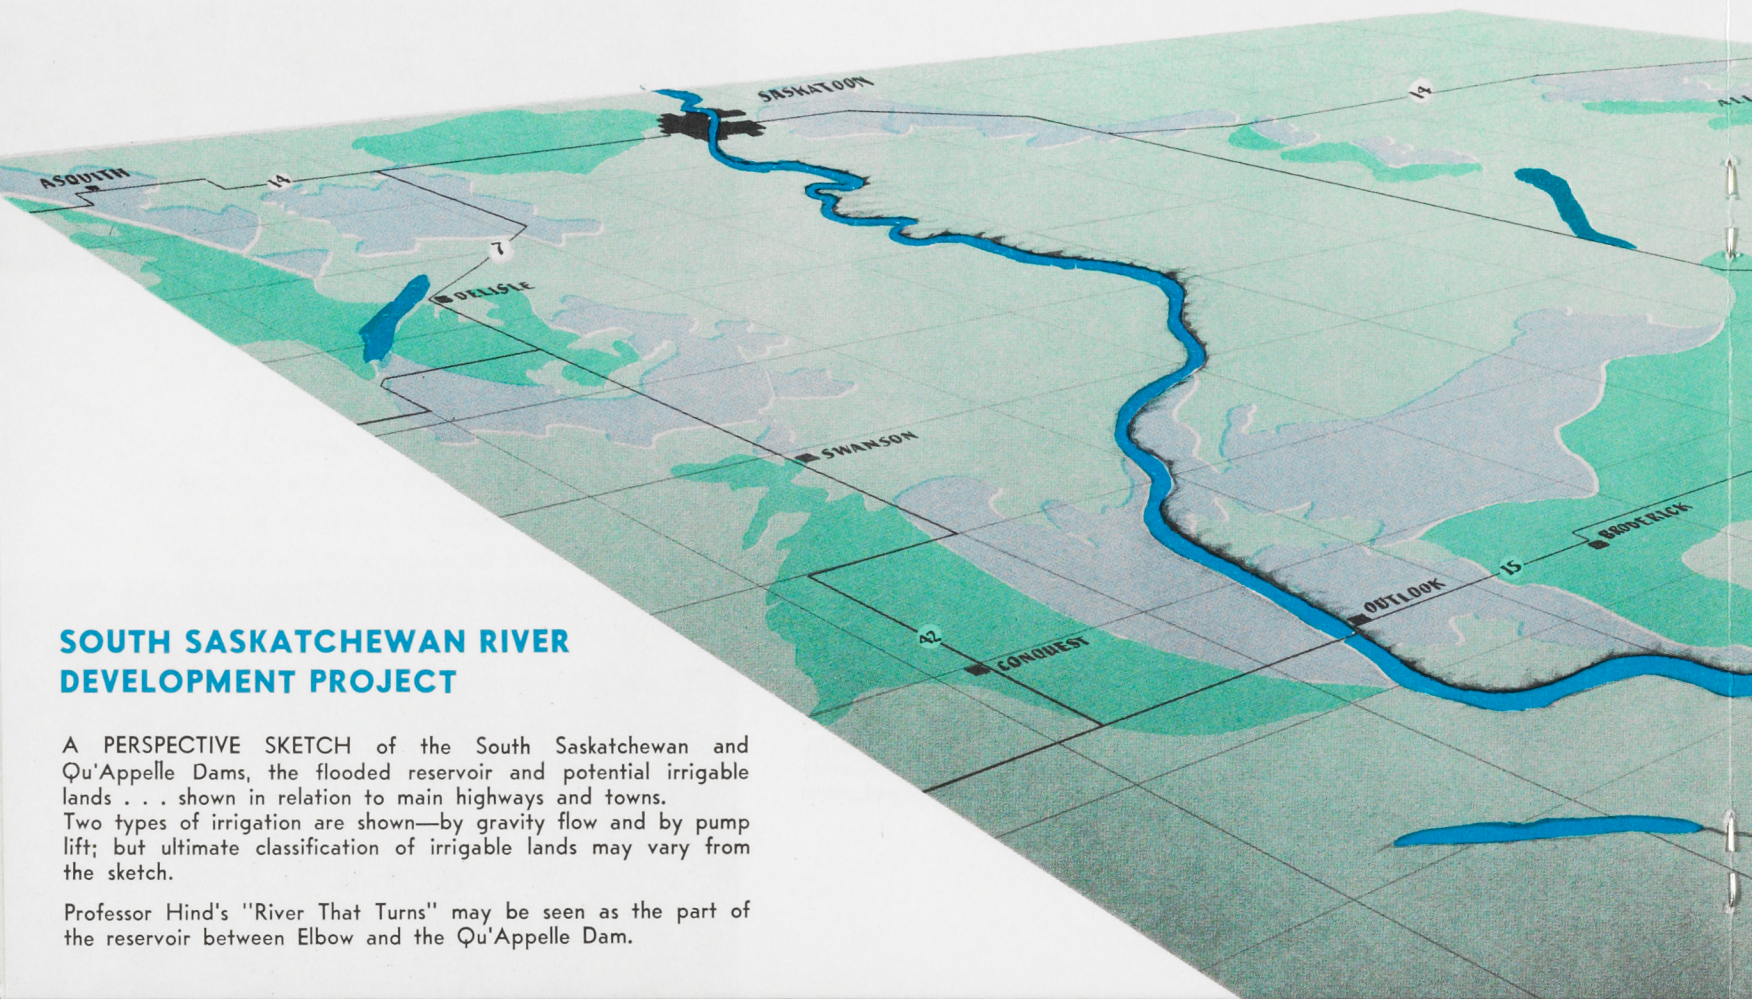 SASKATOON
14
ALL
ASQUITH
14
7
DELISLE
SWANSON
BRODERICK
15
OUTLOOK
42
CONQUEST
SOUTH SASKATCHEWAN RIVER
DEVELOPMENT PROJECT
A PERSPECTIVE SKETCH of the South Saskatchewan and
Qu'Appelle Dams, the flooded reservoir and potential irrigable
lands . . . shown in relation to main highways and towns.
Two types of irrigation are shown—by gravity flow and by pump
lift; but ultimate classification of irrigable lands may vary from
the sketch.
Professor Hind's "River That Turns" may be seen as the part of
the reservoir between Elbow and the Qu'Appelle Dam.